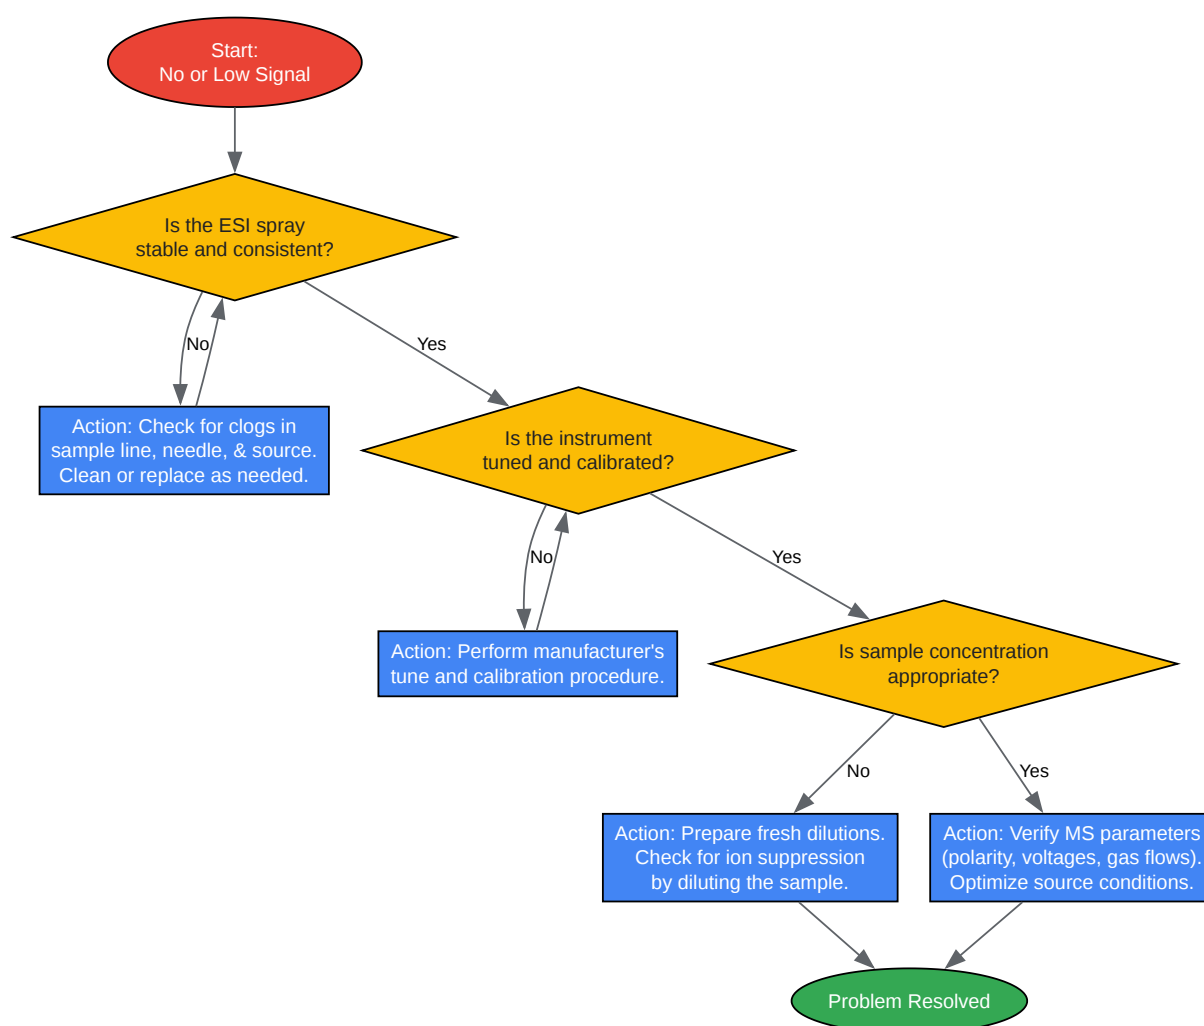 Start:
No or Low Signal
Is the ESI spray
stable and consistent?
No
Yes
Action: Check for clogs in
sample line, needle, & source.
Clean or replace as needed.
Is the instrument
tuned and calibrated?
No
Yes
Action: Perform manufacturer's
tune and calibration procedure.
Is sample concentration
appropriate?
No
Yes
Action: Prepare fresh dilutions.
Check for ion suppression
by diluting the sample.
Action: Verify MS parameters
(polarity, voltages, gas flows).
Optimize source conditions.
Problem Resolved